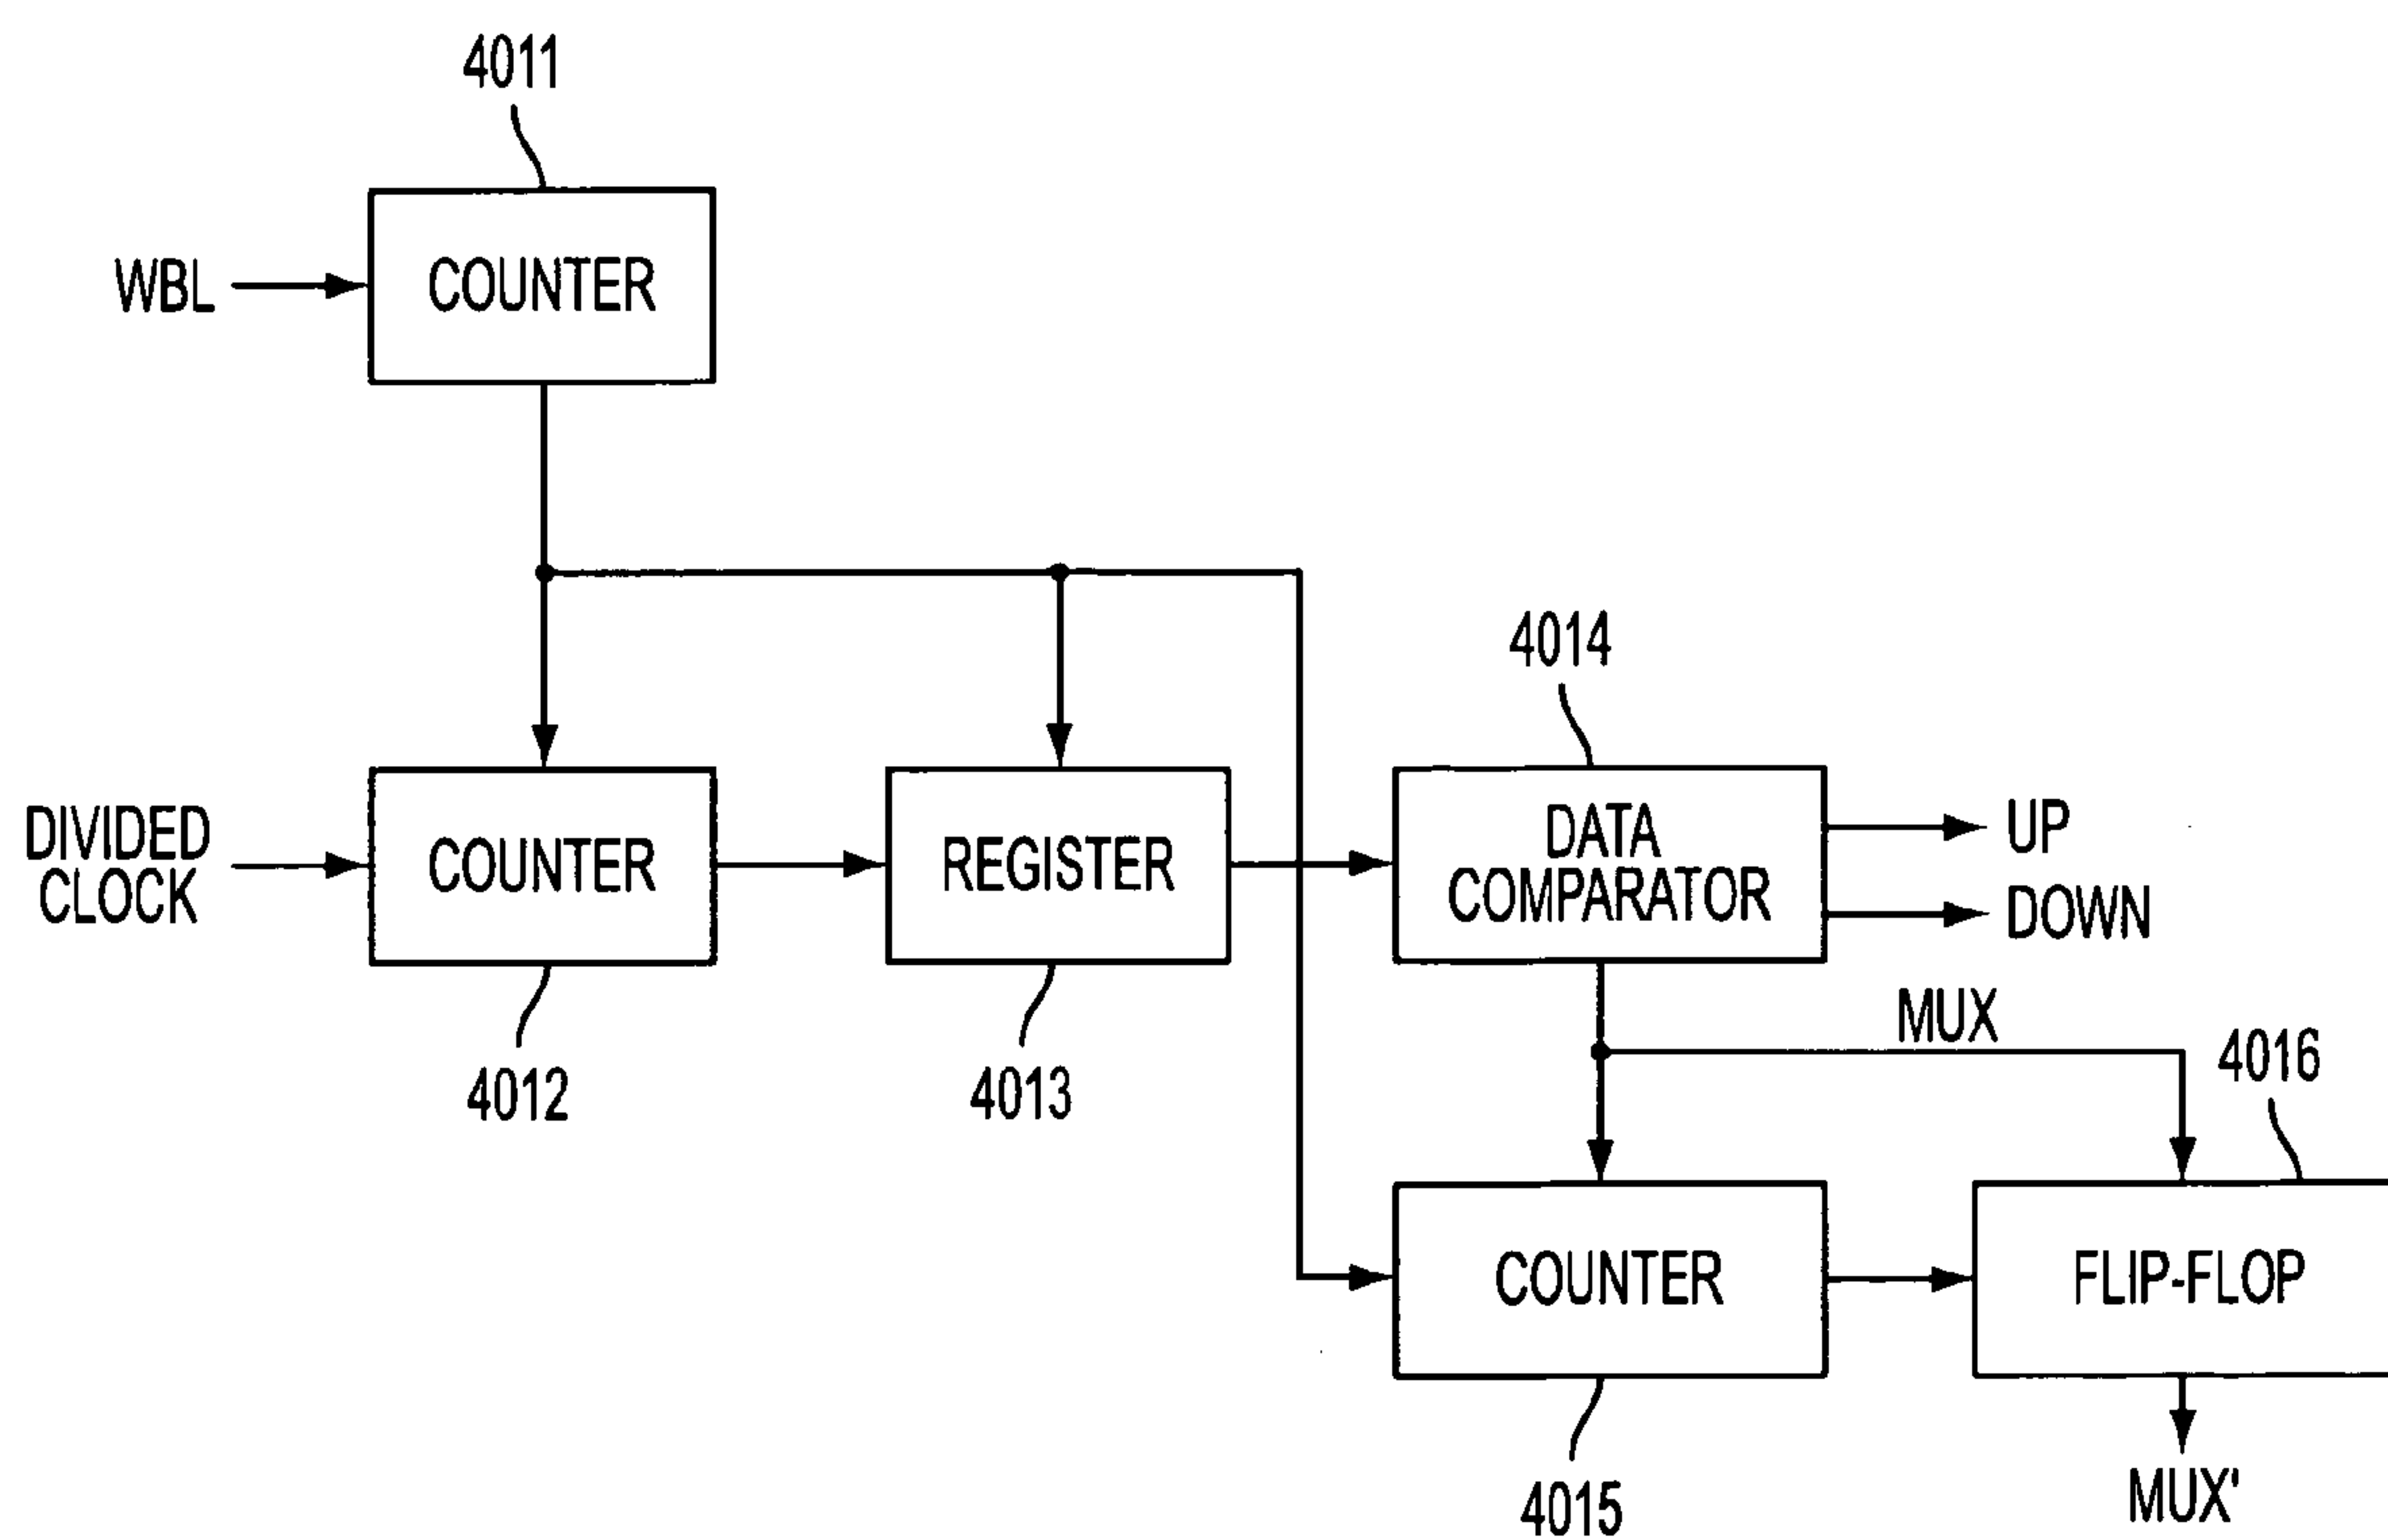 4011
WBL
COUNTER
4014
DIVIDED
CLOCK
COUNTER
REGISTER
DATA
COMPARATOR
UP
DOWN
MUX
4016
4012
4013
COUNTER
FLIP-FLOP
4015
MUX'